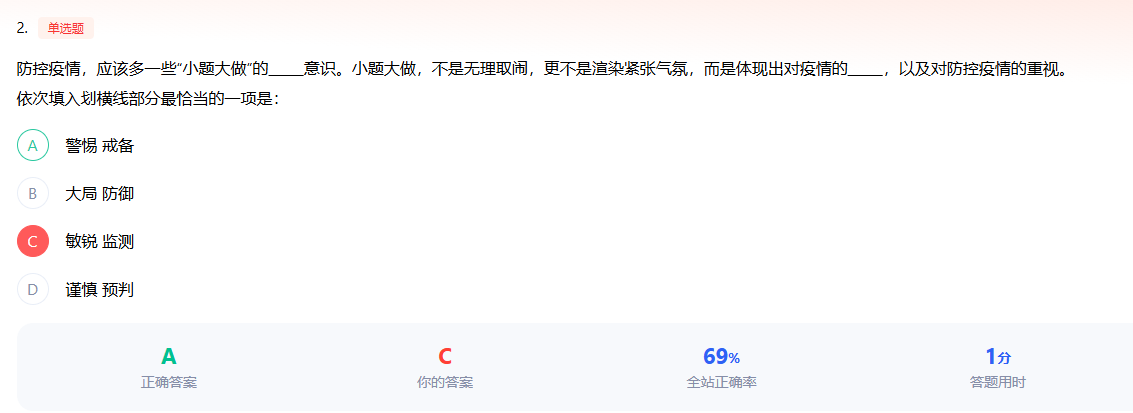 2. 单选题
防控疫情，应该多一些“小题大做”的_____意识。小题大做，不是无理取闹，更不是渲染紧张气氛，而是体现出对疫情的_____，以及对防控疫情的重视。
依次填入划横线部分最恰当的一项是：
A 警惕 戒备
B 大局 防御
C 敏锐 监测
D 谨慎 预判
A C 69% 1分
正确答案 你的答案 全站正确率 答题用时